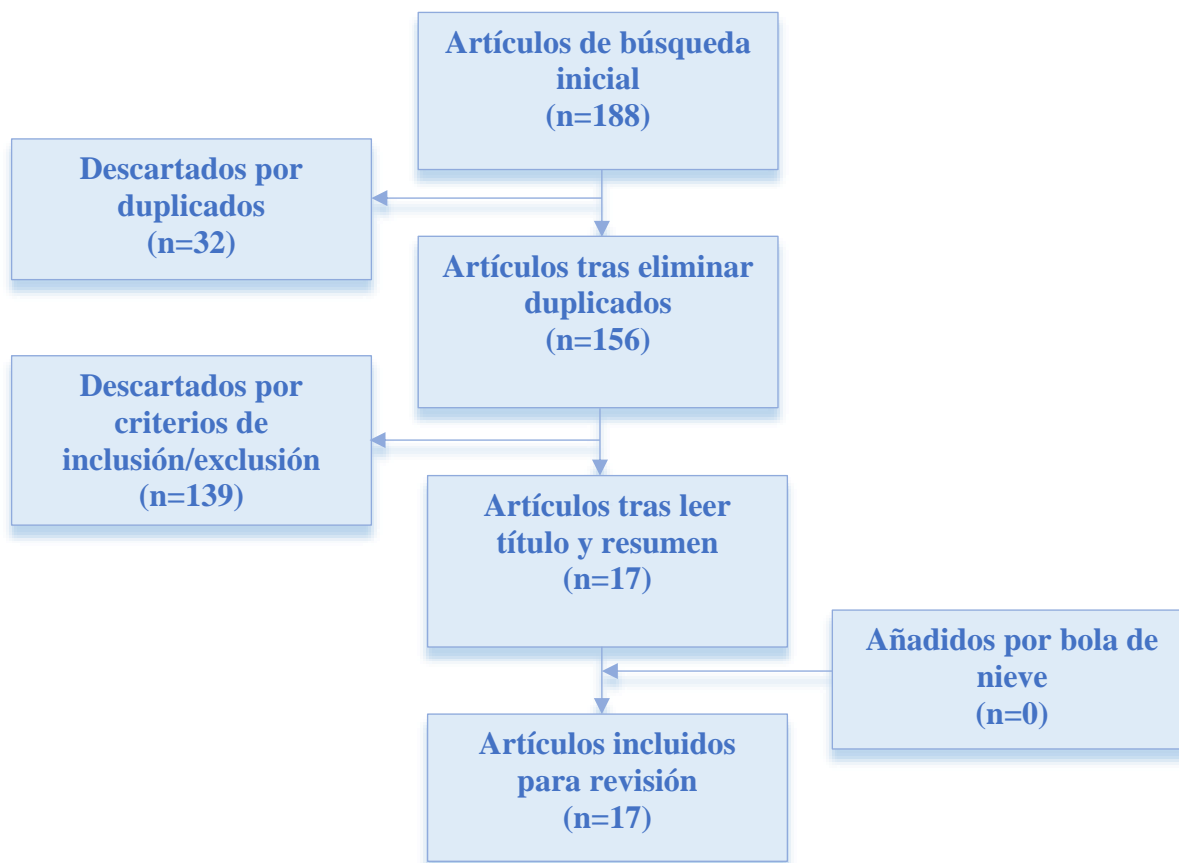 Artículos de búsqueda
inicial
(n=188)
Descartados por
duplicados
(n=32)
Artículos tras eliminar
duplicados
(n=156)
Descartados por
criterios de
inclusión/exclusión
(n=139)
Artículos tras leer
título y resumen
(n=17)
Añadidos por bola de
nieve
(n=0)
Artículos incluidos
para revisión
(n=17)